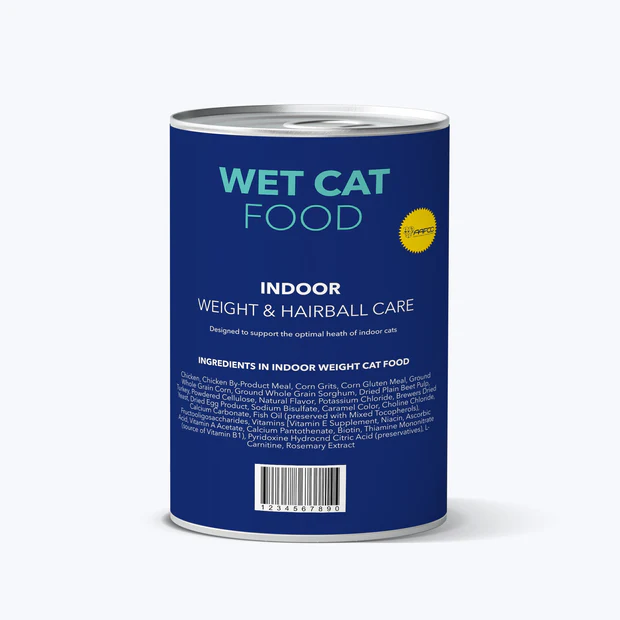 WET CAT
FOOD
AAFCO
INDOOR
WEIGHT & HAIRBALL CARE
Designed to support the optimal heath of indoor cats
INGREDIENTS IN INDOOR WEIGHT CAT FOOD
Chicken, Chicken By-Product Meal, Corn Grits, Corn Gluten Meal, Ground
Whole Grain Corn, Ground Whole Grain Sorghum, Dried Plain Beet Pulp,
Turkey, Powdered Cellulose, Natural Flavor, Potassium Chloride, Brewers Dried
Yeast, Dried Egg Product, Sodium Bisulfate, Caramel Color, Choline Chloride,
Calcium Carbonate, Fish Oil (preserved with Mixed Tocopherols),
Fructooligosaccharides, Vitamins [Vitamin E Supplement, Niacin, Ascorbic
Acid, Vitamin A Acetate, Calcium Pantothenate, Biotin, Thiamine Mononitrate
(source of Vitamin B1), Pyridoxine Hydrocnd Citric Acid (preservatives), L-
Carnitine, Rosemary Extract
1234567890